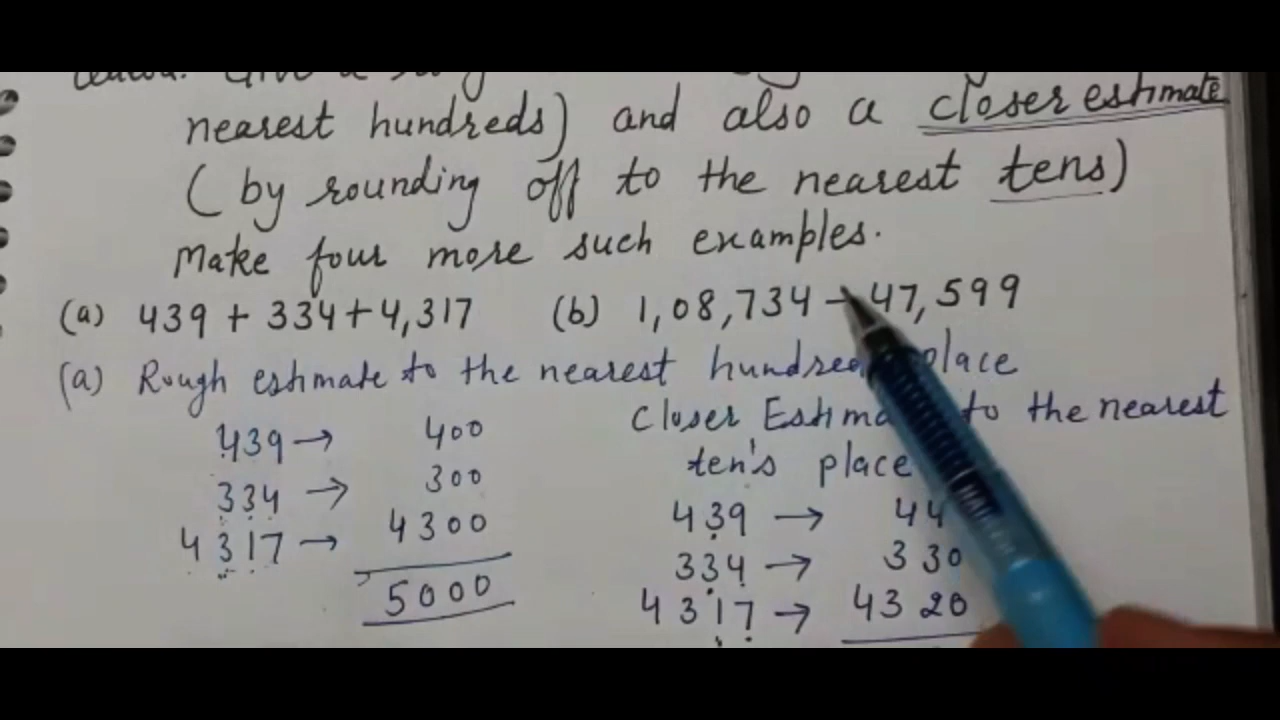 nearest hundreds) and also a closer estimate
(by rounding off to the nearest tens)
Make four more such examples.
(a) 439 + 334 + 4,317 (b) 1,08,734 - 47,599
(a) Rough estimate to the nearest place
439 → 400
334 → 300
4317 → 4300
5000
Closer to the nearest
ten's place
439 → 44
334 → 330
4317 → 4320